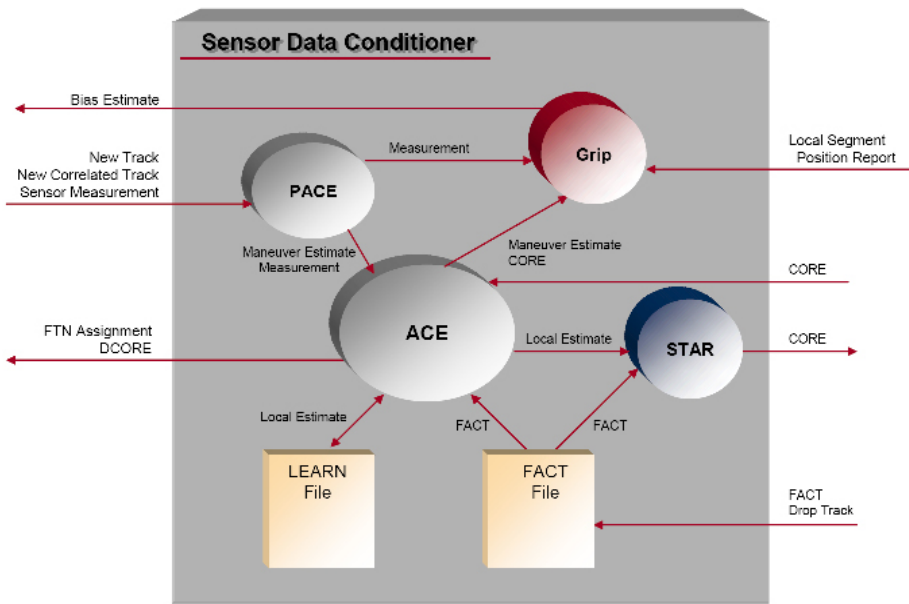 Sensor Data Conditioner
Bias Estimate
New Track
New Correlated Track
Sensor Measurement
Measurement
Grip
Local Segment
Position Report
PACE
Maneuver Estimate
Measurement
Maneuver Estimate
CORE
CORE
FTN Assignment
DCORE
ACE
Local Estimate
STAR
CORE
Local Estimate
FACT
FACT
LEARN
File
FACT
File
FACT
Drop Track